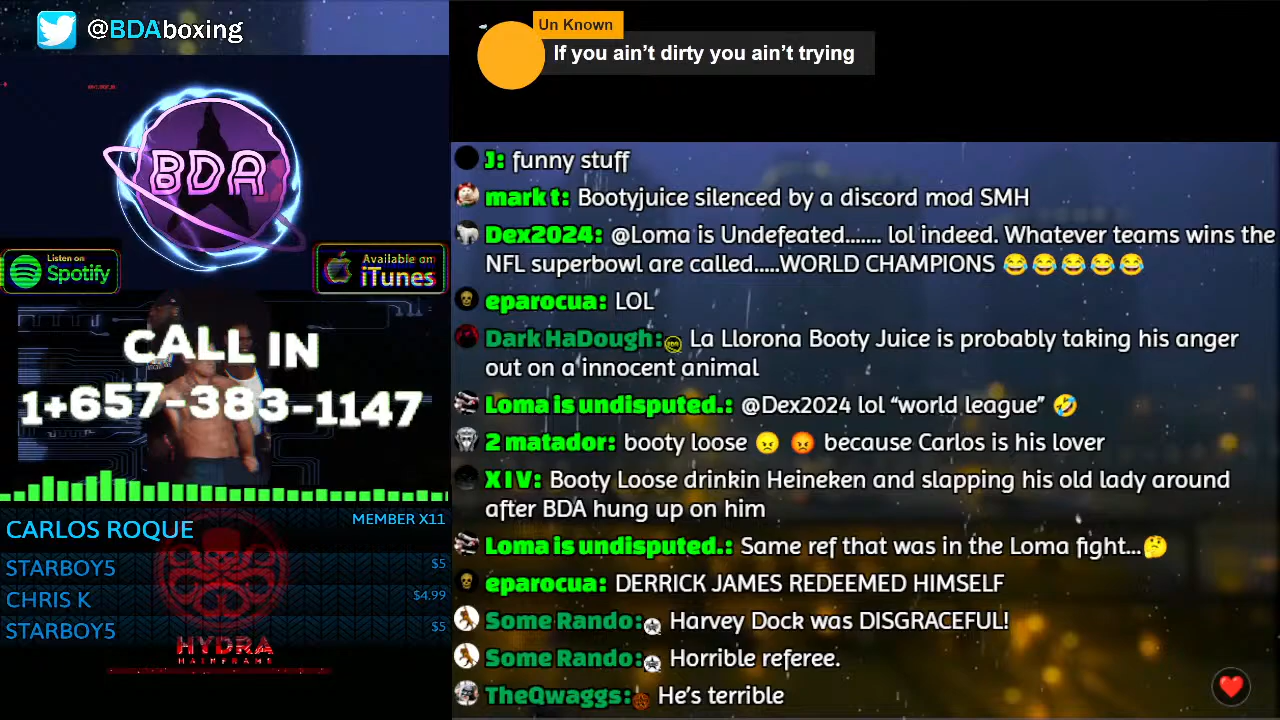 @BDAboxing
BDA
Listen on
Spotify
Available on
iTunes
CALL IN
1+657-383-1147
CARLOS ROQUE
MEMBER X11
STARBOY5
$5
CHRIS K
$4.99
STARBOY5
$5
HYDRA
MAINFRAME
Un Known
If you ain’t dirty you ain’t trying
J: funny stuff
mark t: Bootyjuice silenced by a discord mod SMH
Dex2024: @Loma is Undefeated....... lol indeed. Whatever teams wins the
NFL superbowl are called.....WORLD CHAMPIONS 😂😂😂😂😂
eparocua: LOL
Dark HaDough: La Llorona Booty Juice is probably taking his anger
out on a innocent animal
Loma is undisputed.: @Dex2024 lol “world league” 🤣
2 matador: booty loose 😠 😡 because Carlos is his lover
X I V: Booty Loose drinkin Heineken and slapping his old lady around
after BDA hung up on him
Loma is undisputed.: Same ref that was in the Loma fight...🤔
eparocua: DERRICK JAMES REDEEMED HIMSELF
Some Rando: Harvey Dock was DISGRACEFUL!
Some Rando: Horrible referee.
TheQwaggs: He’s terrible